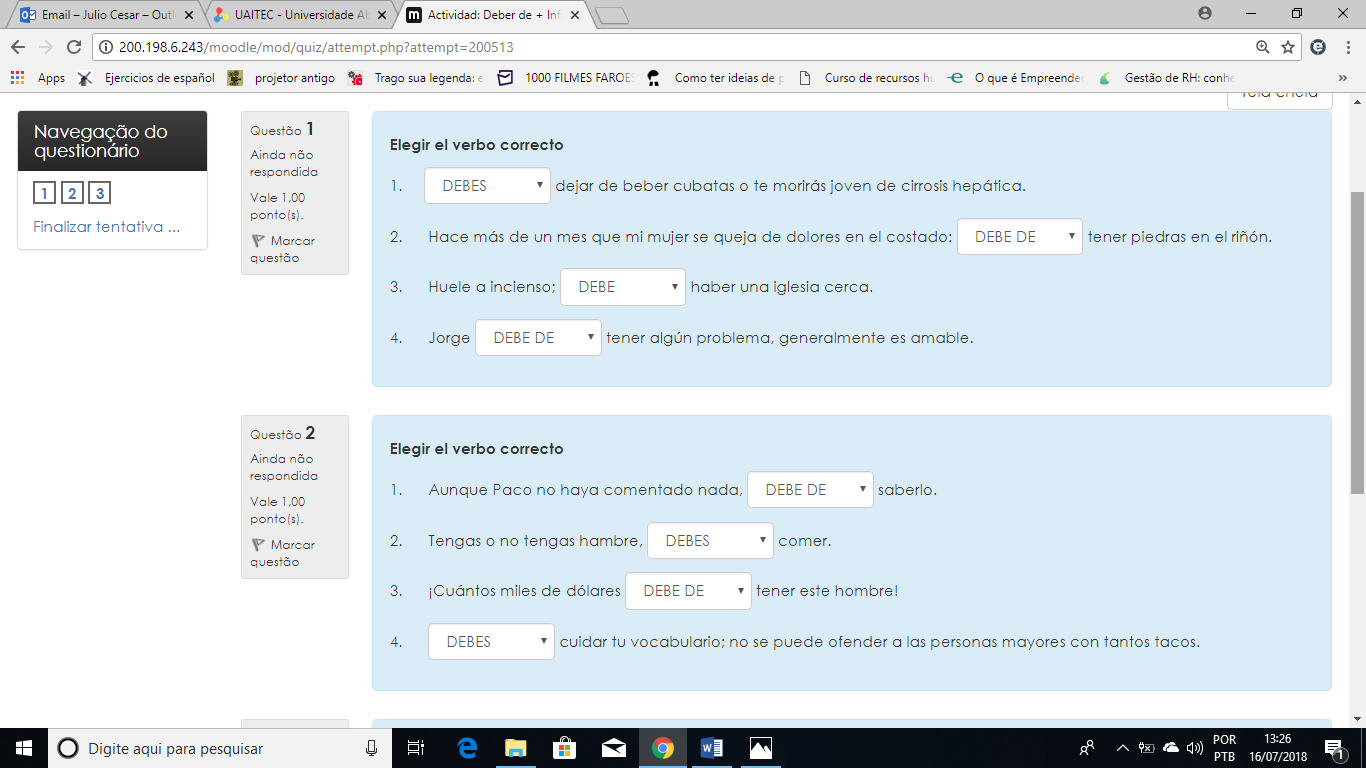 Email – Julio Cesar – Outl
UAITEC - Universidade Ab
Actividad: Deber de + Inf
200.198.6.243/moodle/mod/quiz/attempt.php?attempt=200513
Apps Ejercicios de español projetor antigo Trago sua legenda: e 1000 FILMES FAROES Como ter ideias de p Curso de recursos hu O que é Empreende Gestão de RH: conhe »
Navegação do
questionário
1 2 3
Finalizar tentativa ...
Questão 1
Ainda não
respondida
Vale 1,00
ponto(s).
Marcar
questão
Elegir el verbo correcto
1. DEBES dejar de beber cubatas o te morirás joven de cirrosis hepática.
2. Hace más de un mes que mi mujer se queja de dolores en el costado: DEBE DE tener piedras en el riñón.
3. Huele a incienso; DEBE haber una iglesia cerca.
4. Jorge DEBE DE tener algún problema, generalmente es amable.
Questão 2
Ainda não
respondida
Vale 1,00
ponto(s).
Marcar
questão
Elegir el verbo correcto
1. Aunque Paco no haya comentado nada, DEBE DE saberlo.
2. Tengas o no tengas hambre, DEBES comer.
3. ¡Cuántos miles de dólares DEBE DE tener este hombre!
4. DEBES cuidar tu vocabulario; no se puede ofender a las personas mayores con tantos tacos.
Digite aqui para pesquisar
POR
PTB
13:26
16/07/2018
1